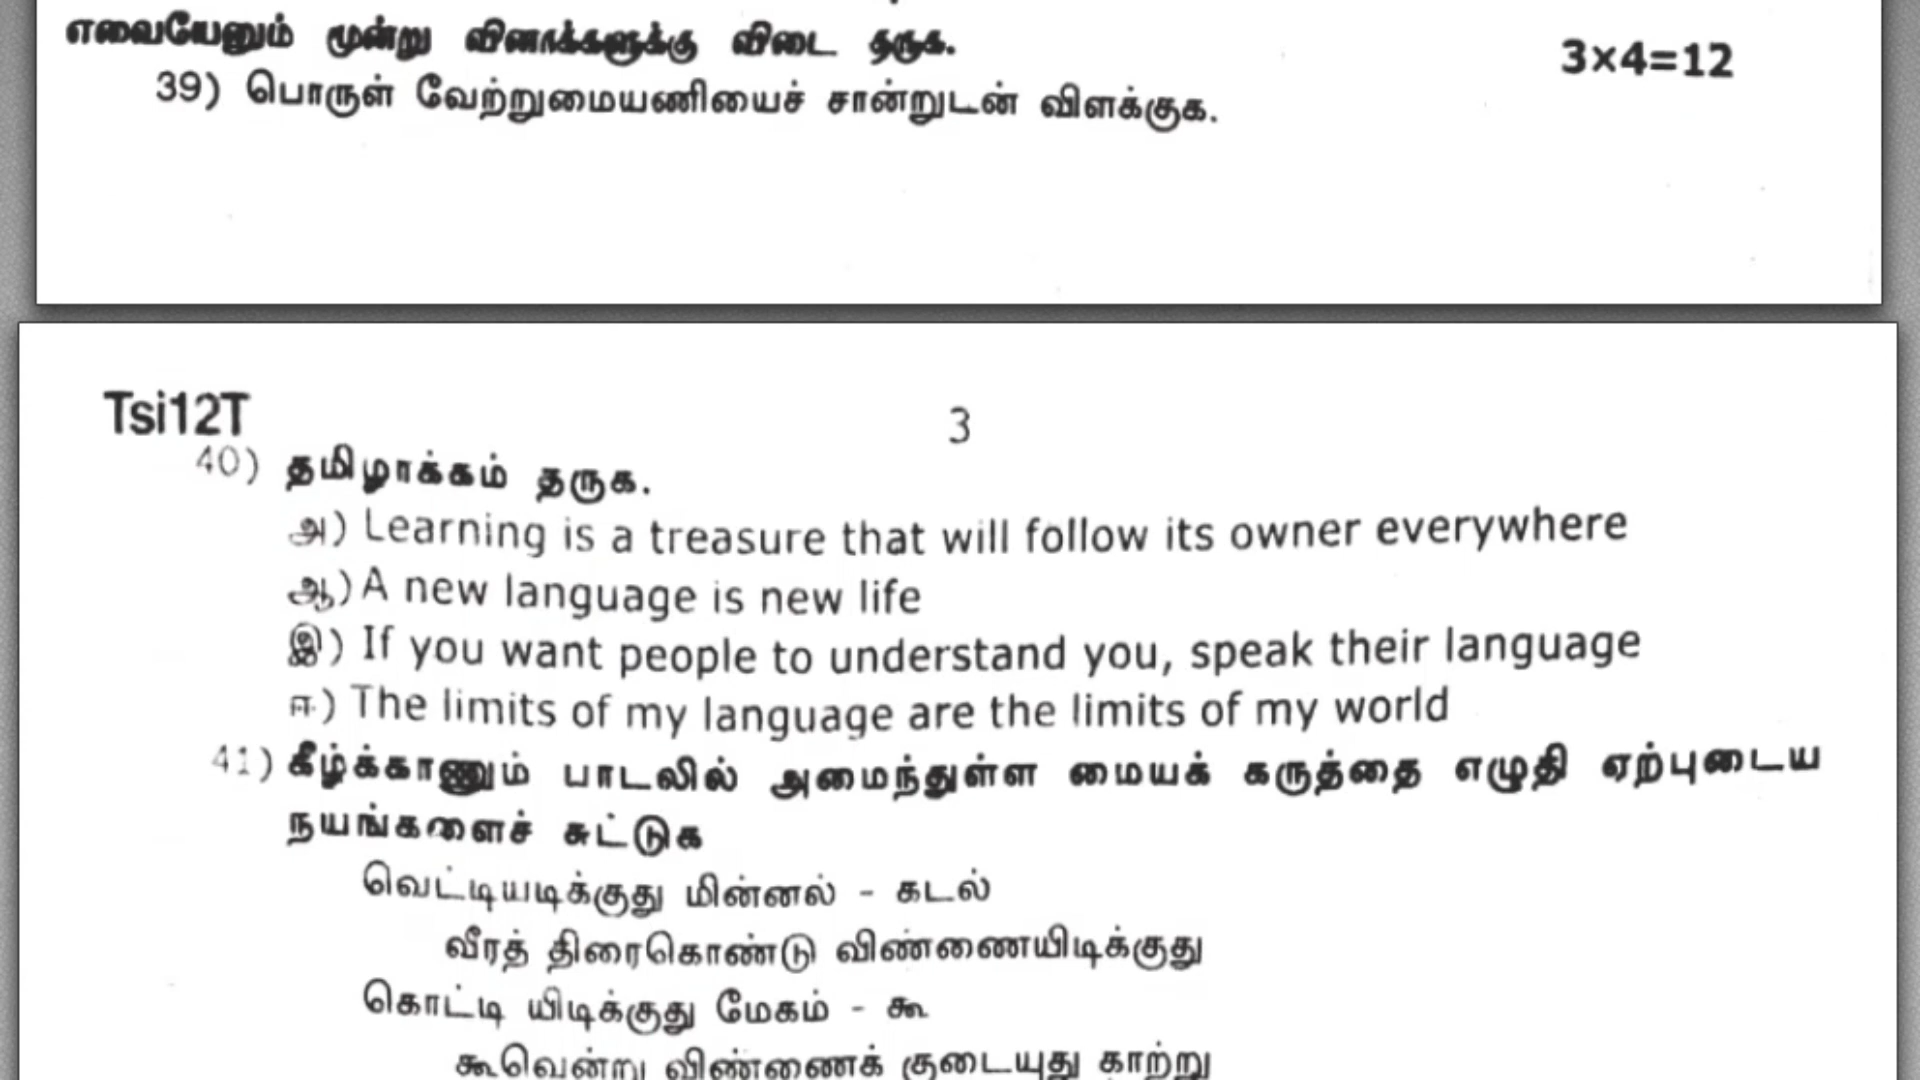 எவையேனும் மூன்று வினாக்களுக்கு விடை தருக. 3×4=12
39) பொருள் வேற்றுமையணியைச் சான்றுடன் விளக்குக.
Tsi12T 3
40) தமிழாக்கம் தருக.
அ) Learning is a treasure that will follow its owner everywhere
ஆ) A new language is new life
இ) If you want people to understand you, speak their language
ஈ) The limits of my language are the limits of my world
41) கீழ்க்காணும் பாடலில் அமைந்துள்ள மையக் கருத்தை எழுதி ஏற்புடைய
நயங்களைச் சுட்டுக
வெட்டியடிக்குது மின்னல் - கடல்
வீரத் திரைகொண்டு விண்ணையிடிக்குது
கொட்டி யிடிக்குது மேகம் - கூ
கூவென்று விண்ணைக் குடையுது காற்று